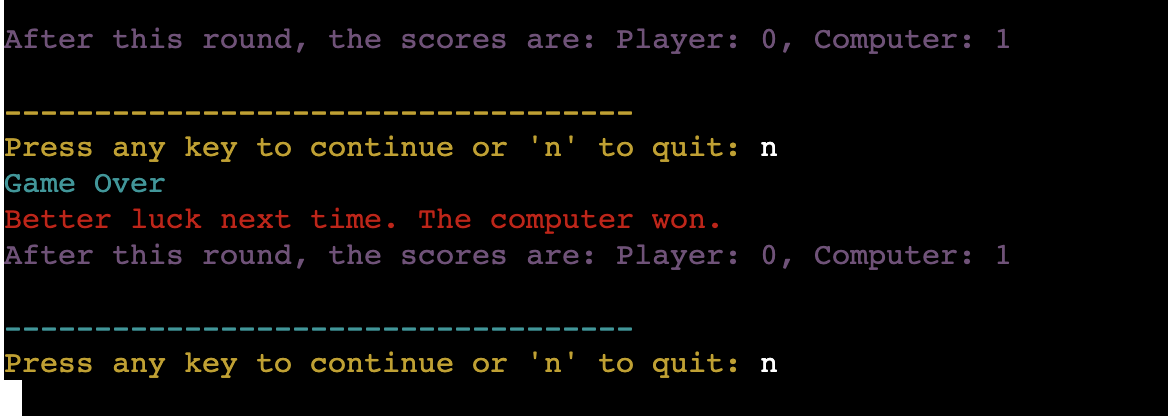 After this round, the scores are: Player: 0, Computer: 1
-----------------------------------
Press any key to continue or 'n' to quit: n
Game Over
Better luck next time. The computer won.
After this round, the scores are: Player: 0, Computer: 1
-----------------------------------
Press any key to continue or 'n' to quit: n